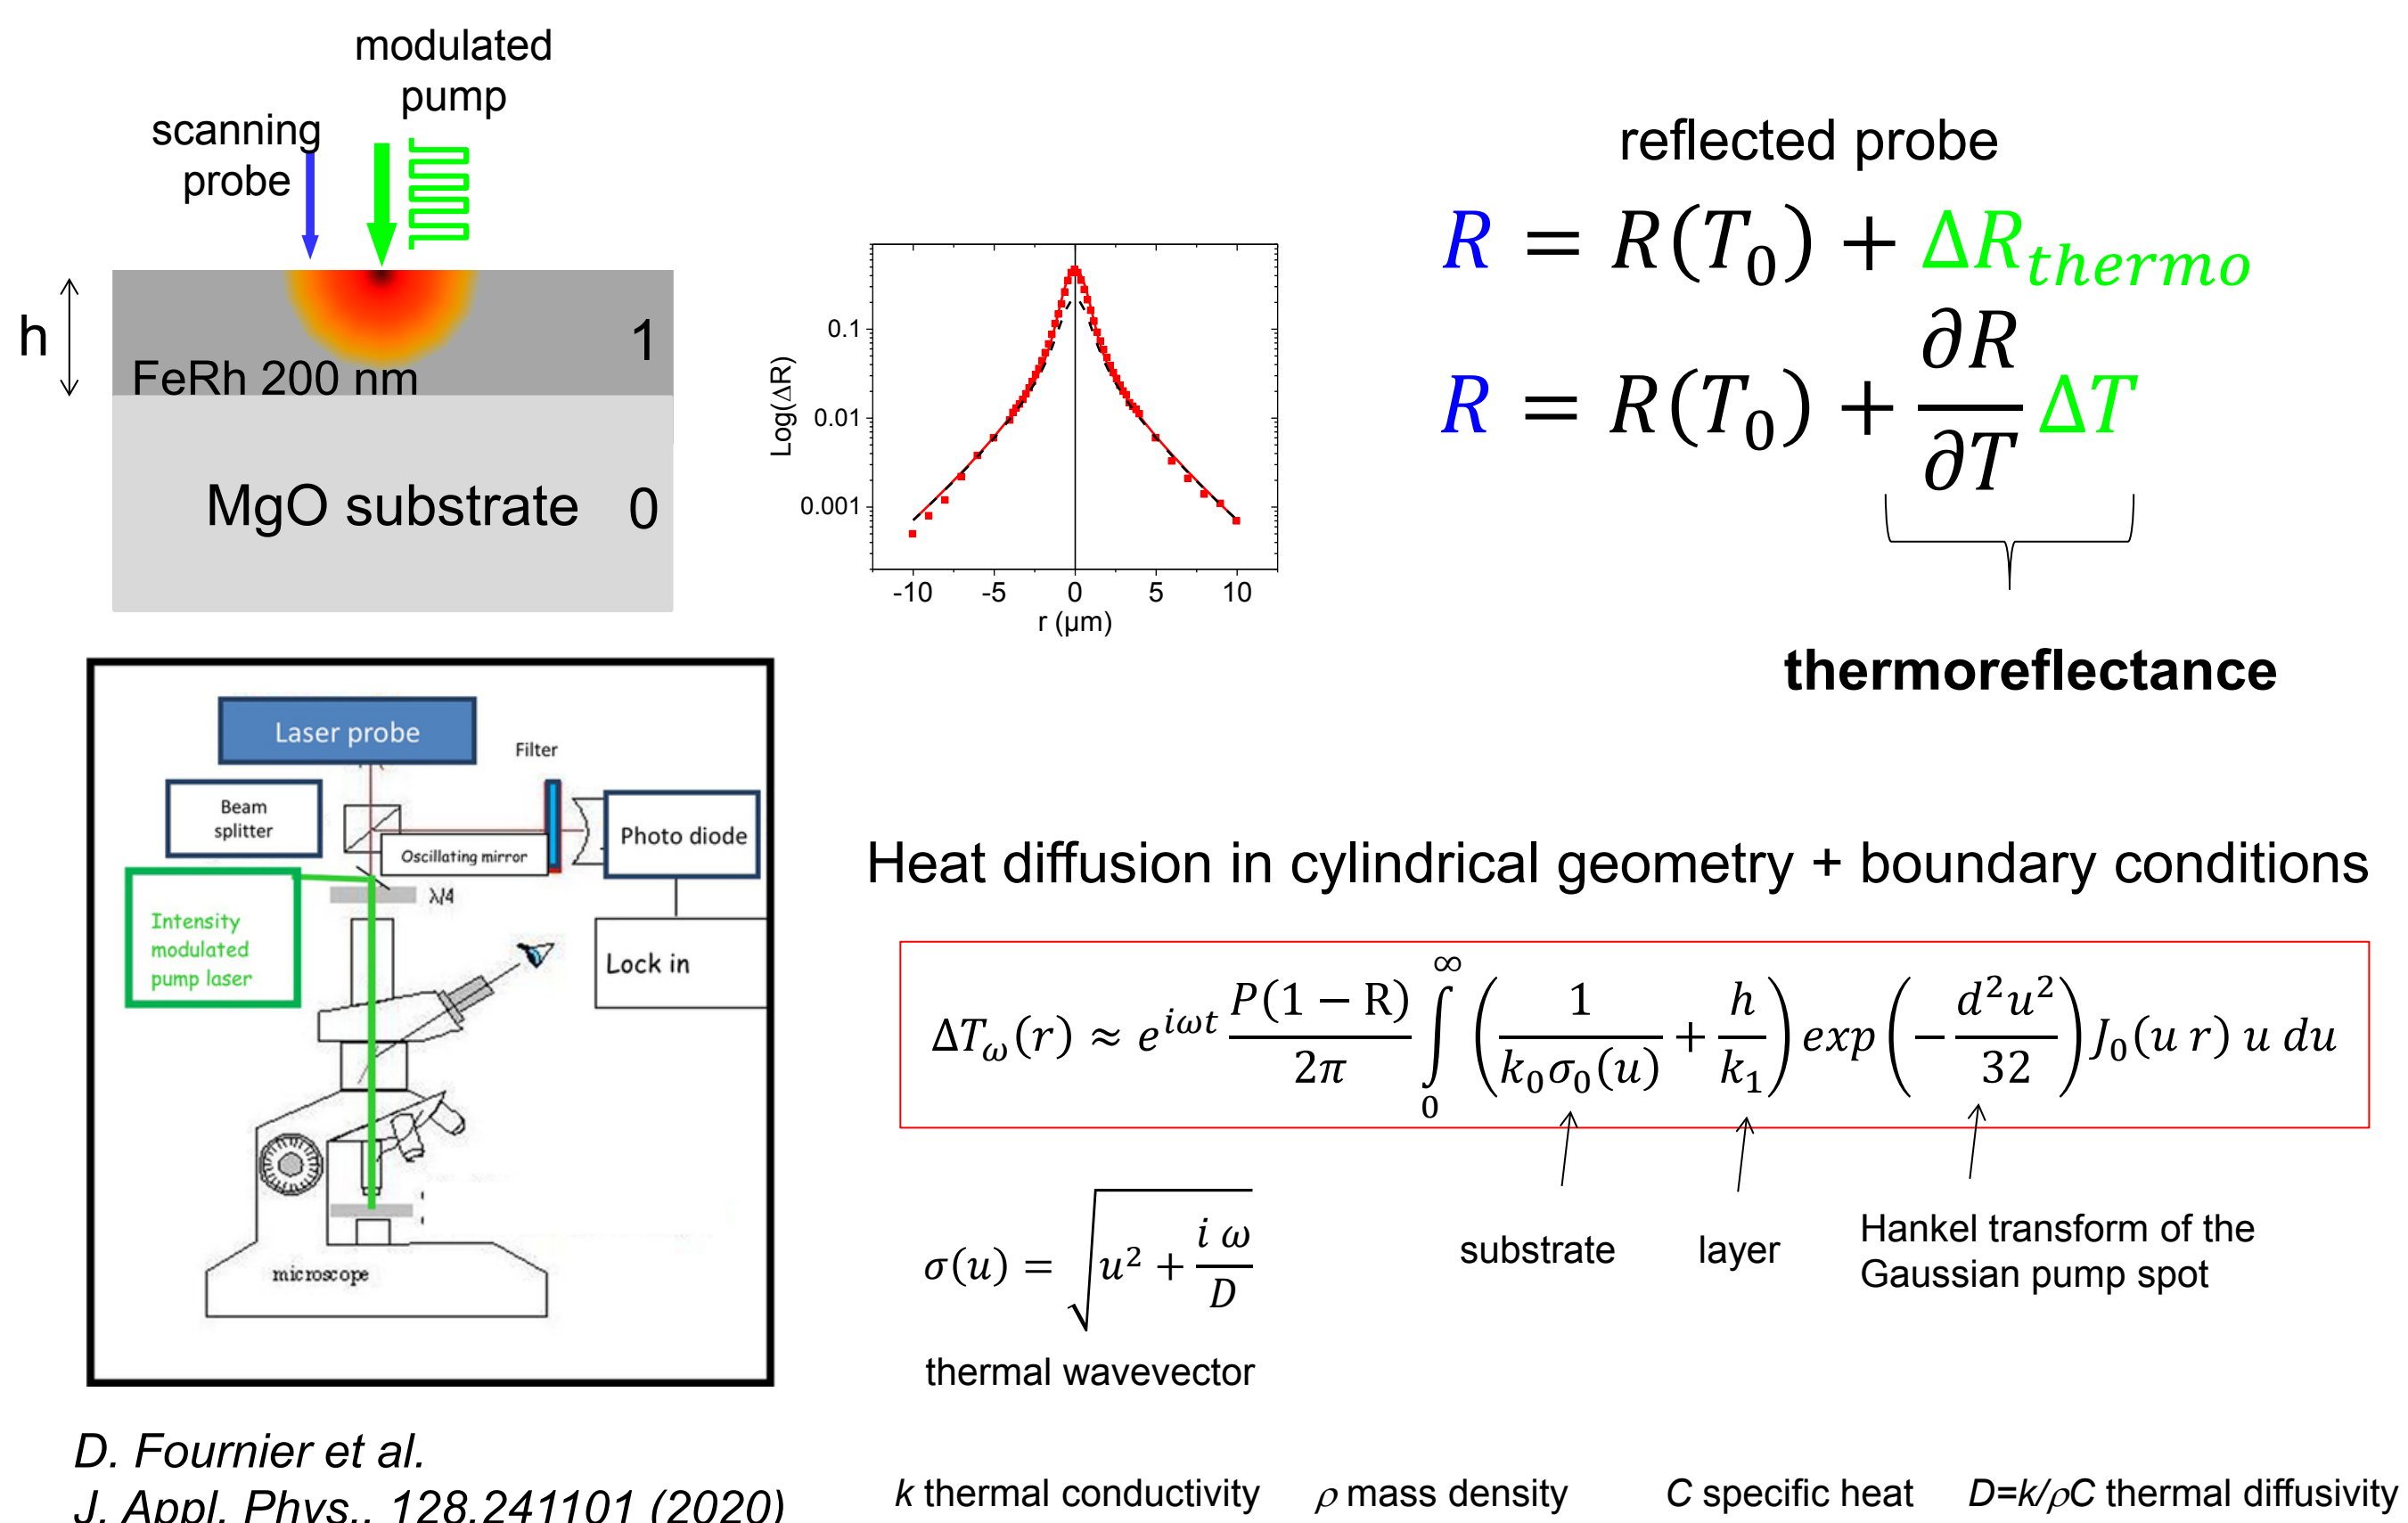 modulated
pump
scanning
probe
h
1
FeRh 200 nm
MgO substrate 0
Log(ΔR)
0.1
0.01
0.001
-10 -5 0 5 10
r (µm)
reflected probe
R = R(T₀) + ΔR_thermo
R = R(T₀) + ∂R/∂T ΔT
thermoreflectance
Laser probe
Filter
Beam
splitter
Oscillating mirror
Photo diode
λ/4
Intensity
modulated
pump laser
Lock in
microscope
Heat diffusion in cylindrical geometry + boundary conditions
ΔT_ω(r) ≈ e^{iωt} P(1 − R)/2π ∫₀^∞ (1/(k₀σ₀(u)) + h/k₁) exp(−d²u²/32) J₀(u r) u du
substrate
layer
Hankel transform of the
Gaussian pump spot
σ(u) = √(u² + i ω/D)
thermal wavevector
D. Fournier et al.
J. Appl. Phys., 128,241101 (2020)
k thermal conductivity ρ mass density C specific heat D=k/ρC thermal diffusivity